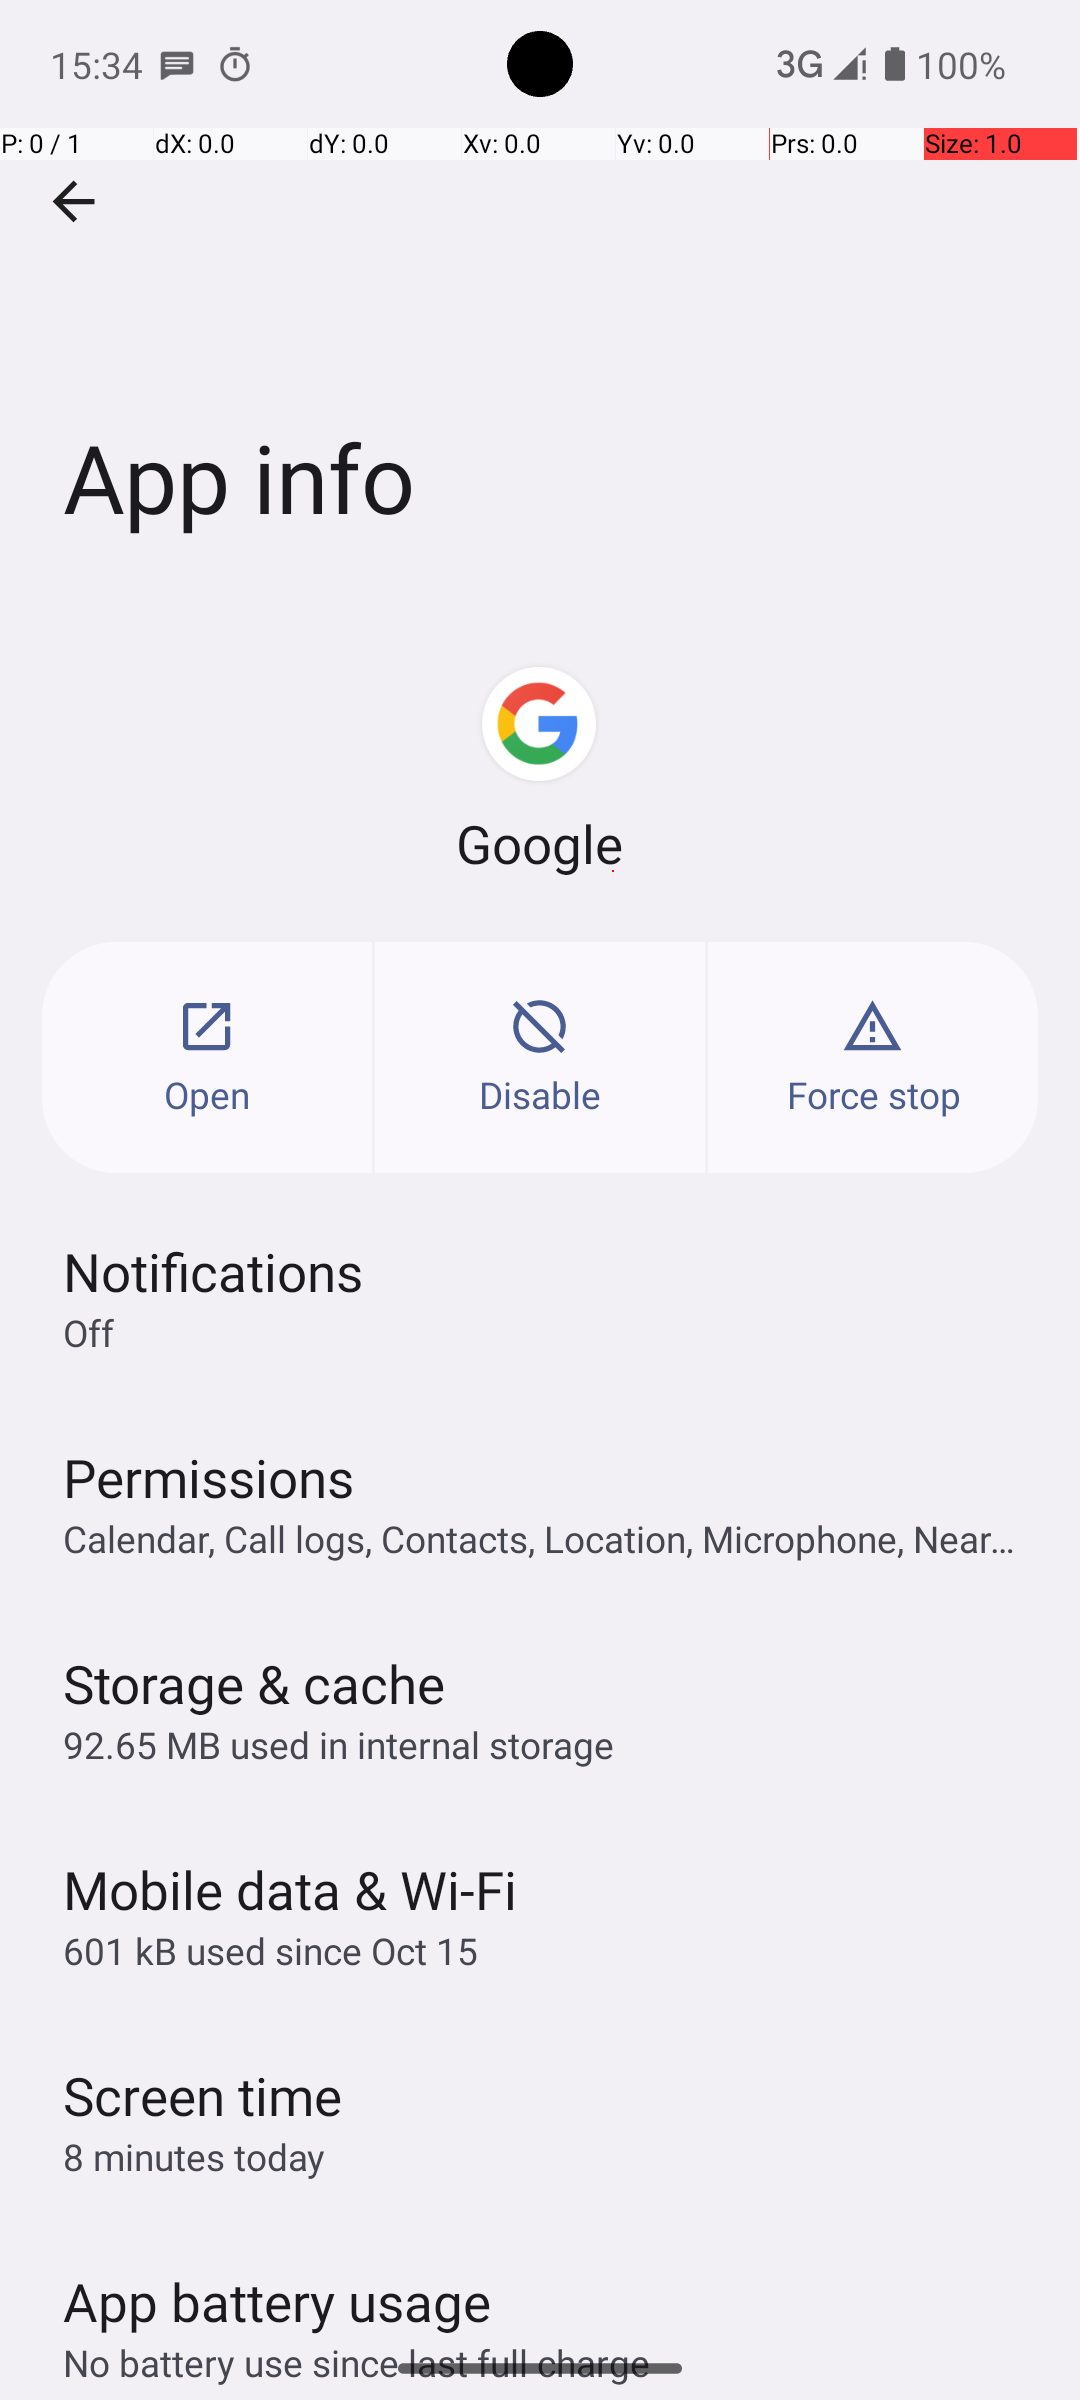 15:34
3G
100%
P: 0 / 1
dX: 0.0
dY: 0.0
Xv: 0.0
Yv: 0.0
Prs: 0.0
Size: 1.0
App info
Google
Open
Disable
Force stop
Notifications
Off
Permissions
Calendar, Call logs, Contacts, Location, Microphone, Near…
Storage & cache
92.65 MB used in internal storage
Mobile data & Wi-Fi
601 kB used since Oct 15
Screen time
8 minutes today
App battery usage
No battery use since last full charge